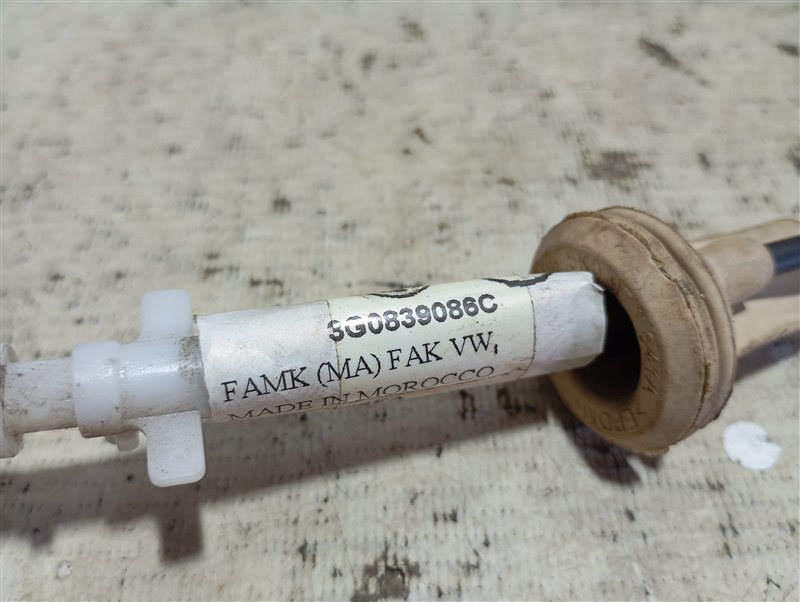 3G0839086C
FAMK (MA) FAK VW,
MADE IN MOROCCO